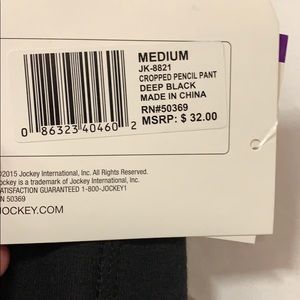 MEDIUM
JK-8821
CROPPED PENCIL PANT
DEEP BLACK
MADE IN CHINA
RN#50369
MSRP: $ 32.00
0 86323 40460 2
©2015 Jockey International, Inc. All Rights Reserved.
ockey is a trademark of Jockey International, Inc.
SATISFACTION GUARANTEED 1-800-JOCKEY1
RN 50369
JOCKEY.COM